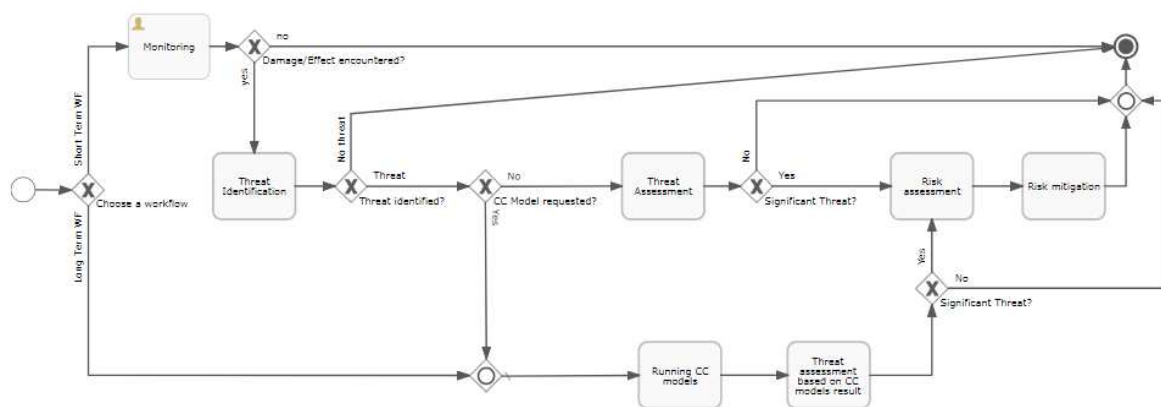 Monitoring
no
Damage/Effect encountered?
yes
Short Term WF
No threat
No
Threat
Identification
Threat
Threat identified?
No
CC Model requested?
Yes
Threat
Assessment
Yes
Significant Threat?
Risk
assessment
Risk mitigation
Choose a workflow
Long Term WF
Yes
No
Significant Threat?
Running CC
models
Threat
assessment
based on CC
models result